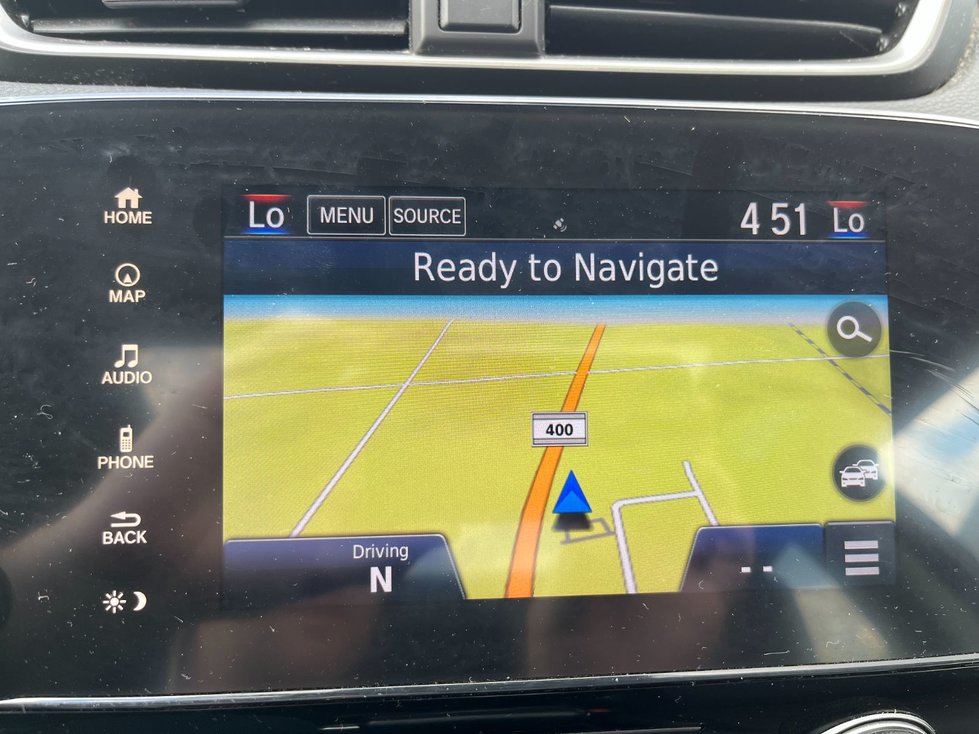 Lo MENU SOURCE 4 51 Lo
Ready to Navigate
HOME
MAP
AUDIO
PHONE
BACK
400
Driving
N
--